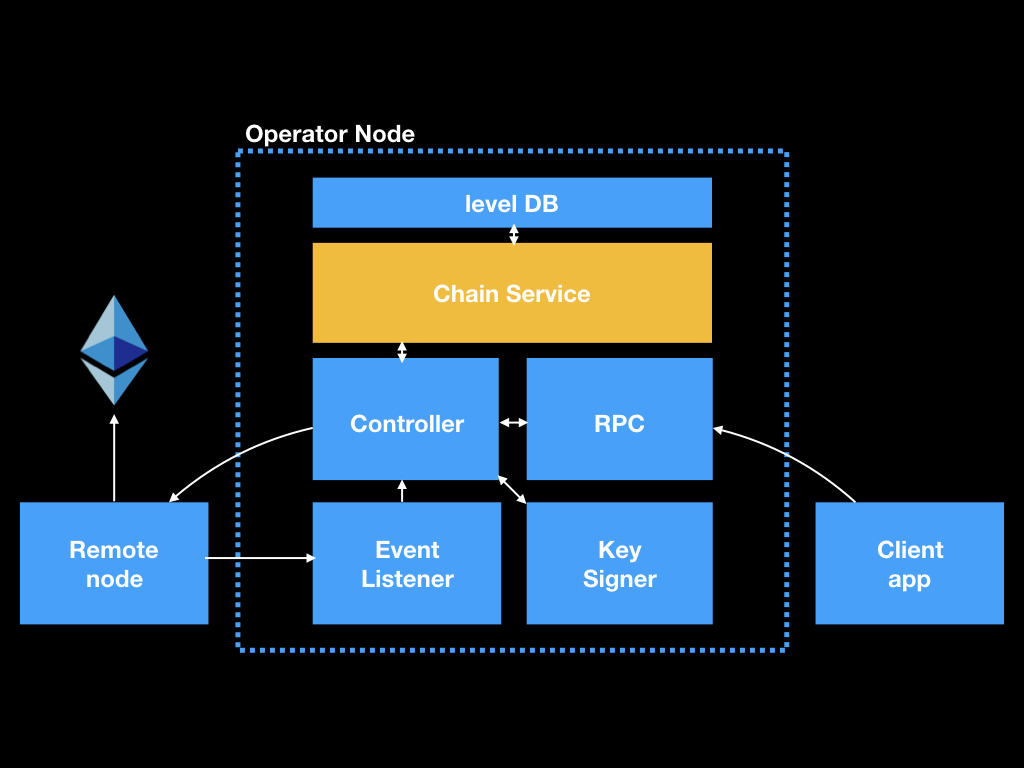 Operator Node
level DB
Chain Service
Controller
RPC
Remote
node
Event
Listener
Key
Signer
Client
app